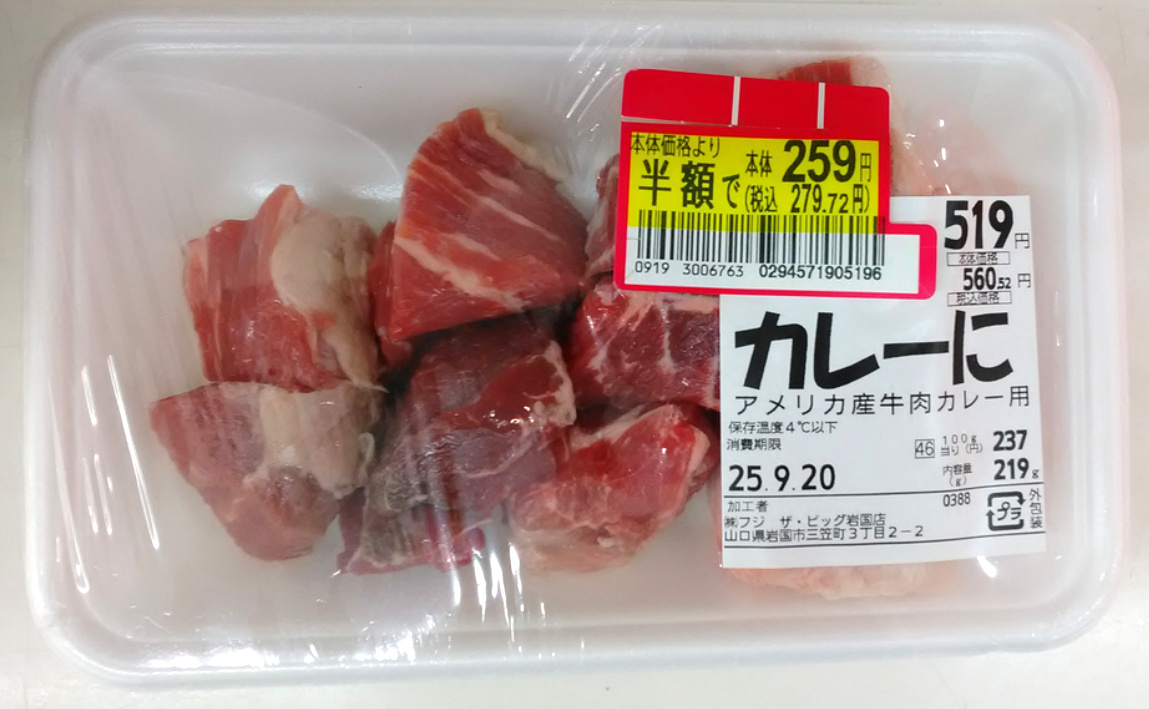 本体価格より
半額で
本体 259円
(税込 279.72円)
0919 3006763 0294571905196
519円
本体価格
560.52円
税込価格
カレーに
アメリカ産牛肉カレー用
保存温度4℃以下
消費期限
46 100g当り(円) 237
25.9.20
内容量(g) 219g
加工者
0388
㈱フジ ザ・ビッグ岩国店
山口県岩国市三笠町3丁目2-2
プラ
外包装